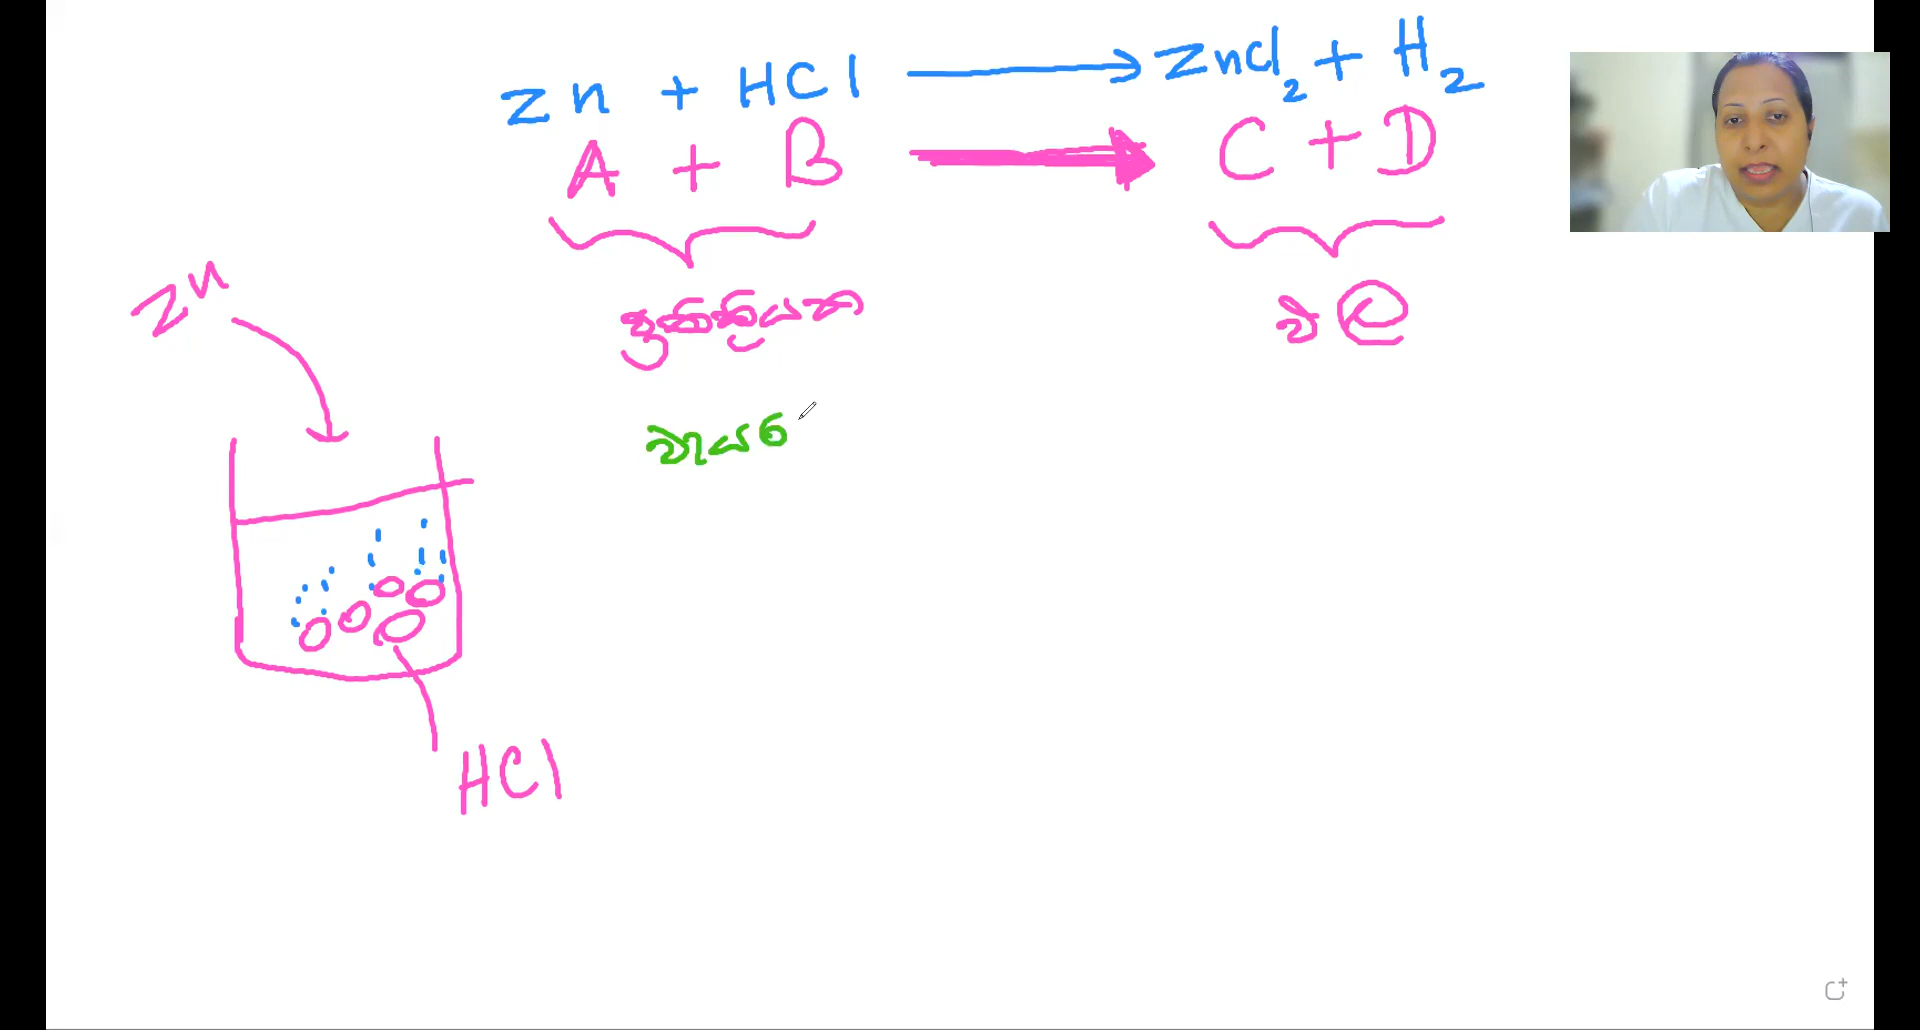 Zn + HCl → ZnCl₂ + H₂
A + B → C + D
Zn
ප්‍රතික්‍රියක ඵල
HCl